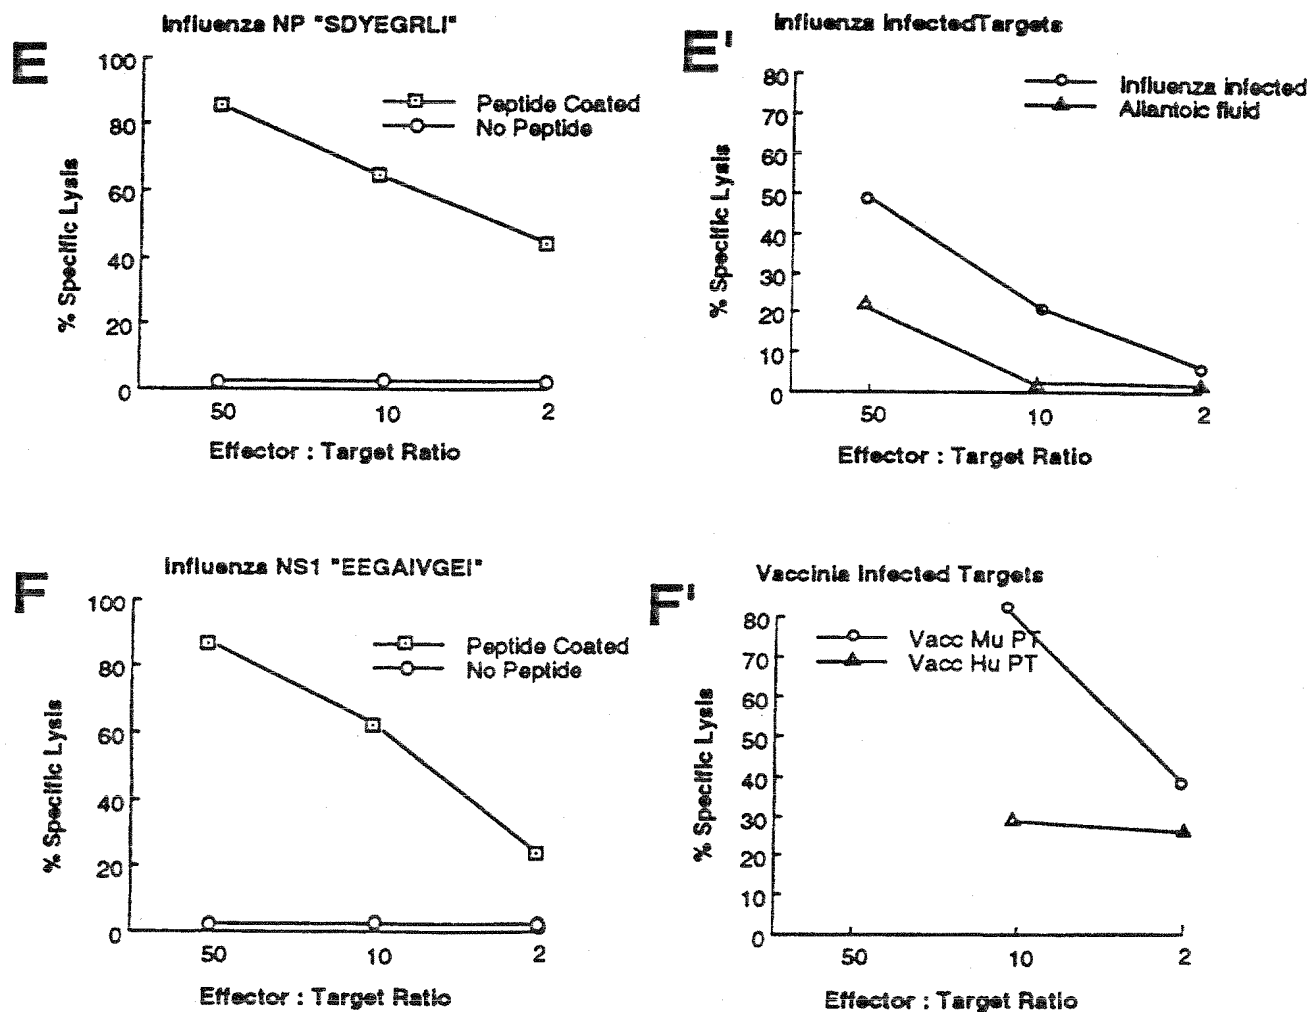 E
Influenza NP "SDYEGRLI"
100
80
60
40
20
0
% Specific Lysis
Peptide Coated
No Peptide
50 10 2
Effector : Target Ratio
E'
Influenza InfectedTargets
80
70
60
50
40
30
20
10
0
% Specific Lysis
Influenza infected
Allantoic fluid
50 10 2
Effector : Target Ratio
F
Influenza NS1 "EEGAIVGEI"
100
80
60
40
20
0
% Specific Lysis
Peptide Coated
No Peptide
50 10 2
Effector : Target Ratio
F'
Vaccinia Infected Targets
80
70
60
50
40
30
20
10
0
% Specific Lysis
Vacc Mu PT
Vacc Hu PT
50 10 2
Effector : Target Ratio